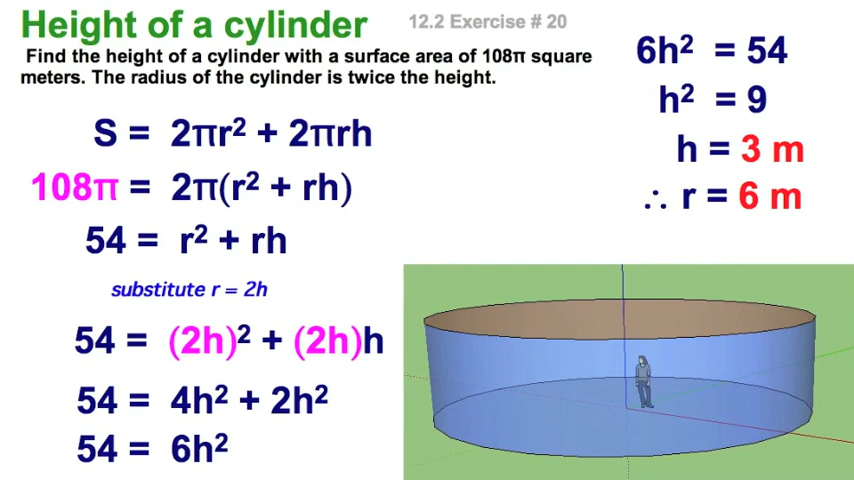 Height of a cylinder
12.2 Exercise # 20
Find the height of a cylinder with a surface area of 108π square
meters. The radius of the cylinder is twice the height.
S = 2πr² + 2πrh
108π = 2π(r² + rh)
54 = r² + rh
substitute r = 2h
54 = (2h)² + (2h)h
54 = 4h² + 2h²
54 = 6h²
6h² = 54
h² = 9
h = 3 m
∴ r = 6 m